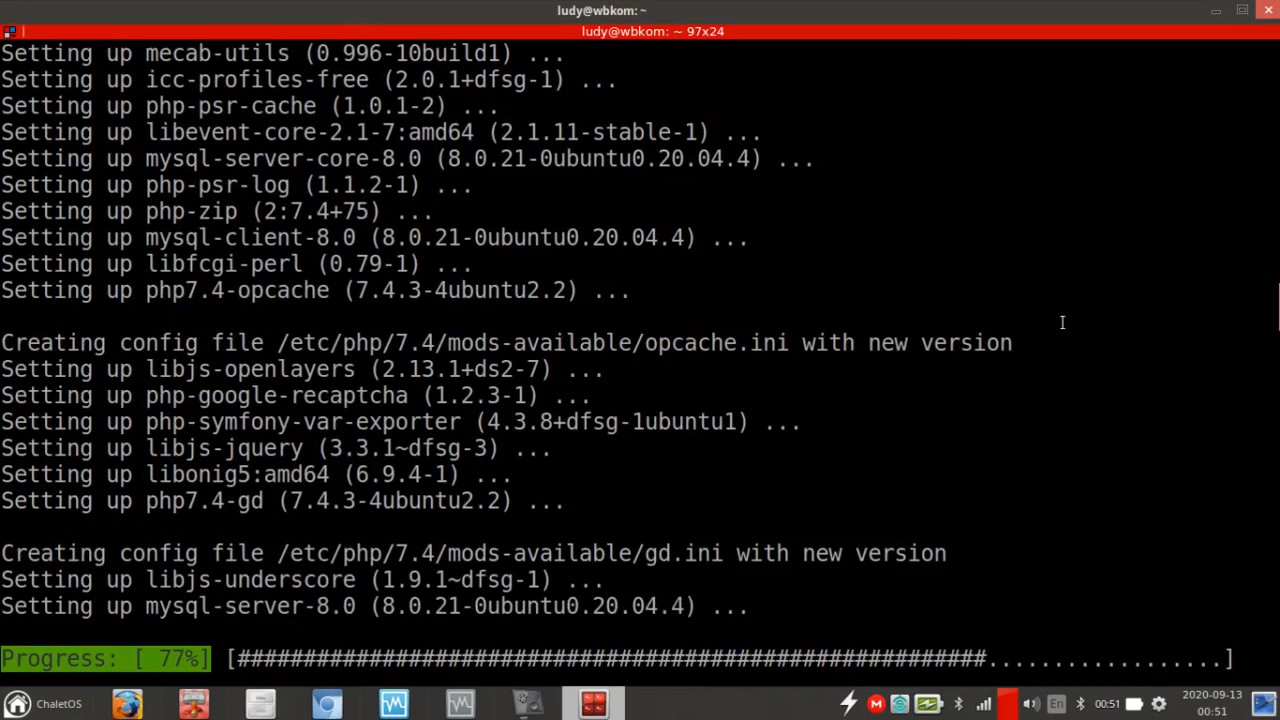 ludy@wbkom: ~
ludy@wbkom: ~ 97x24
Setting up mecab-utils (0.996-10build1) ...
Setting up icc-profiles-free (2.0.1+dfsg-1) ...
Setting up php-psr-cache (1.0.1-2) ...
Setting up libevent-core-2.1-7:amd64 (2.1.11-stable-1) ...
Setting up mysql-server-core-8.0 (8.0.21-0ubuntu0.20.04.4) ...
Setting up php-psr-log (1.1.2-1) ...
Setting up php-zip (2:7.4+75) ...
Setting up mysql-client-8.0 (8.0.21-0ubuntu0.20.04.4) ...
Setting up libfcgi-perl (0.79-1) ...
Setting up php7.4-opcache (7.4.3-4ubuntu2.2) ...
Creating config file /etc/php/7.4/mods-available/opcache.ini with new version
Setting up libjs-openlayers (2.13.1+ds2-7) ...
Setting up php-google-recaptcha (1.2.3-1) ...
Setting up php-symfony-var-exporter (4.3.8+dfsg-1ubuntu1) ...
Setting up libjs-jquery (3.3.1~dfsg-3) ...
Setting up libonig5:amd64 (6.9.4-1) ...
Setting up php7.4-gd (7.4.3-4ubuntu2.2) ...
Creating config file /etc/php/7.4/mods-available/gd.ini with new version
Setting up libjs-underscore (1.9.1~dfsg-1) ...
Setting up mysql-server-8.0 (8.0.21-0ubuntu0.20.04.4) ...
Progress: [ 77%] [#########################################################..................]
ChaletOS
M
En
00:51
2020-09-13
00:51